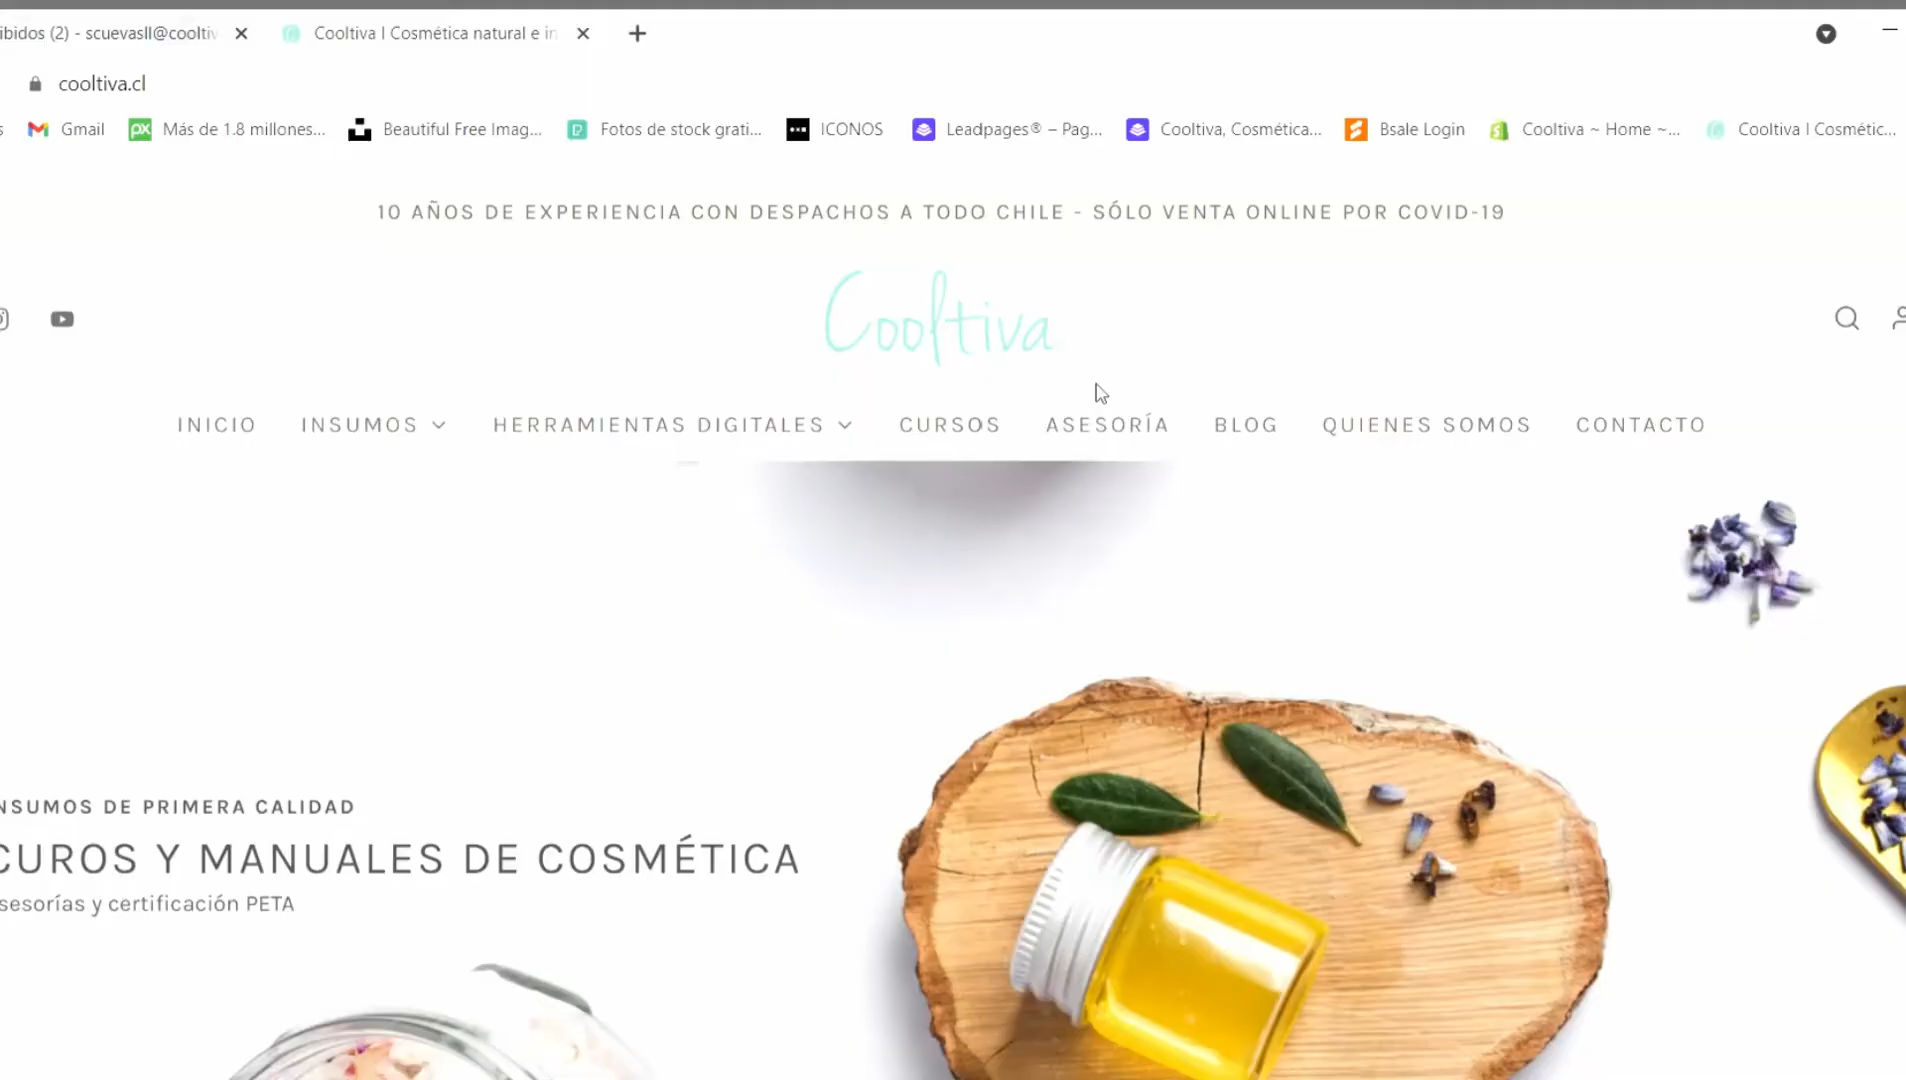 ibidos (2) - scuevasll@cooltiv
Cooltiva | Cosmética natural e in
cooltiva.cl
s Gmail Más de 1.8 millones... Beautiful Free Imag... Fotos de stock grati... ICONOS Leadpages® – Pag... Cooltiva, Cosmética... Bsale Login Cooltiva ~ Home ~... Cooltiva | Cosmétic...
10 AÑOS DE EXPERIENCIA CON DESPACHOS A TODO CHILE - SÓLO VENTA ONLINE POR COVID-19
Cooltiva
INICIO INSUMOS HERRAMIENTAS DIGITALES CURSOS ASESORÍA BLOG QUIENES SOMOS CONTACTO
NSUMOS DE PRIMERA CALIDAD
CUROS Y MANUALES DE COSMÉTICA
sesorías y certificación PETA